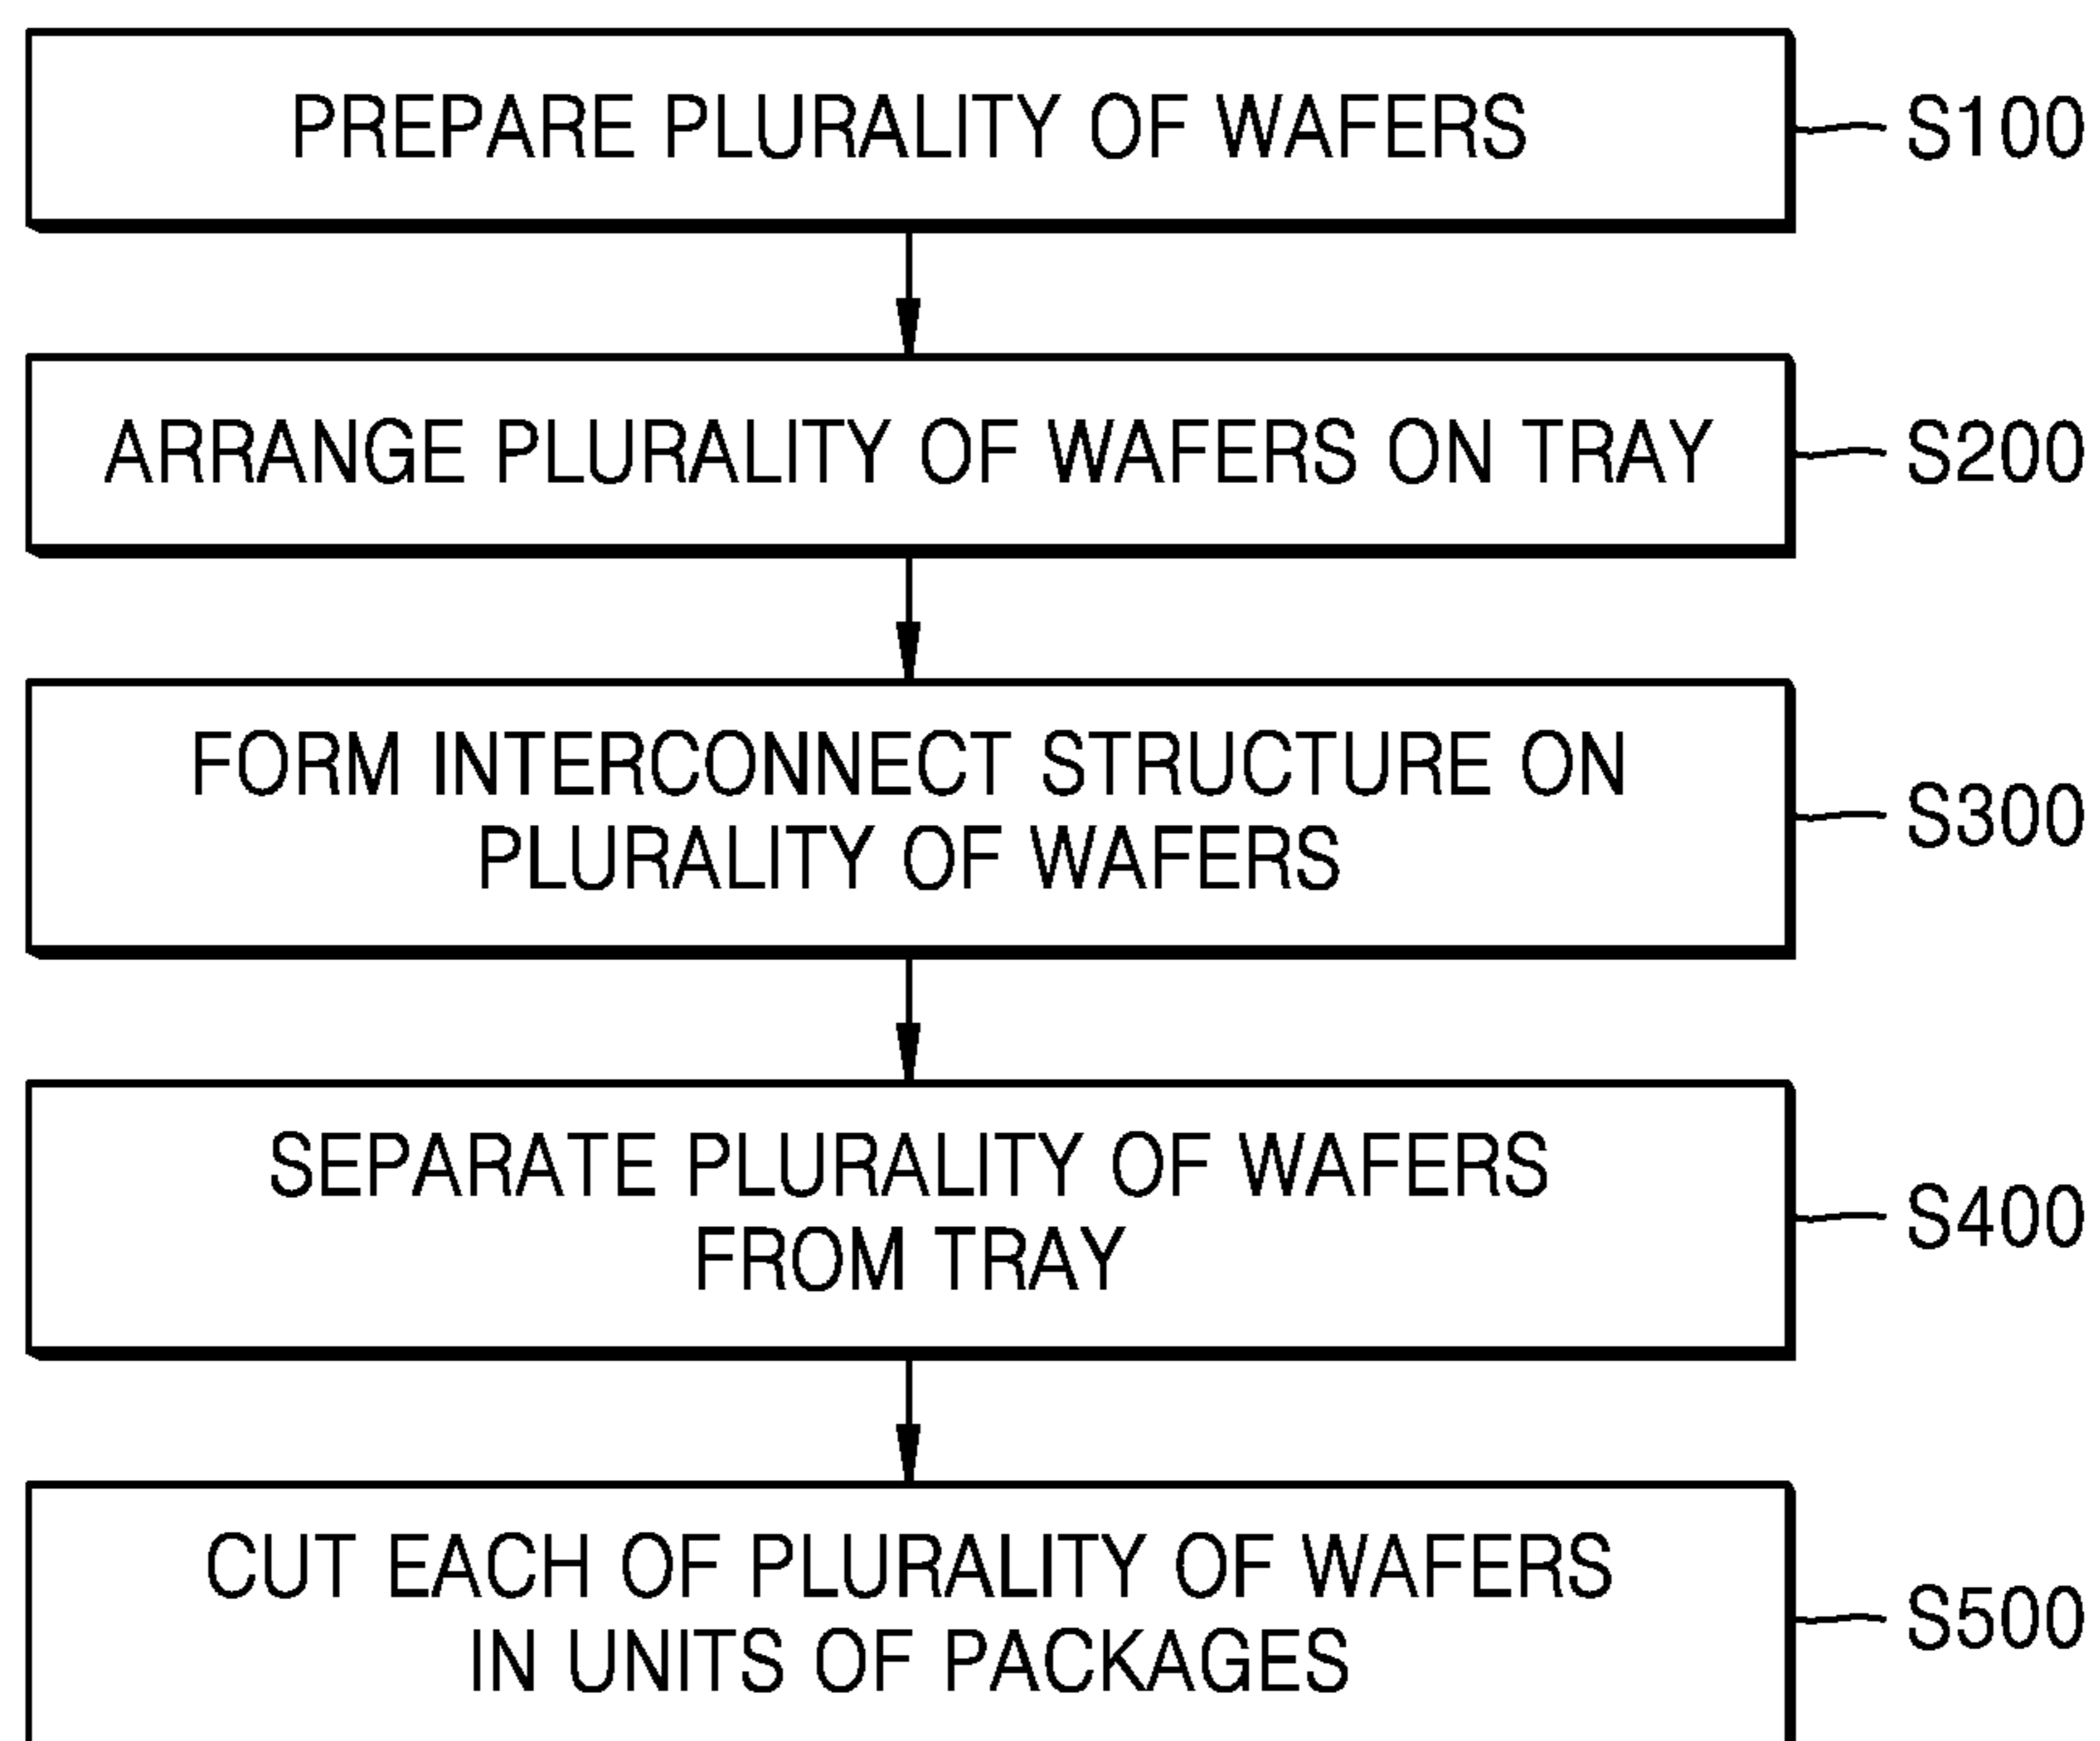 PREPARE PLURALITY OF WAFERS
S100
ARRANGE PLURALITY OF WAFERS ON TRAY
S200
FORM INTERCONNECT STRUCTURE ON
PLURALITY OF WAFERS
S300
SEPARATE PLURALITY OF WAFERS
FROM TRAY
S400
CUT EACH OF PLURALITY OF WAFERS
IN UNITS OF PACKAGES
S500